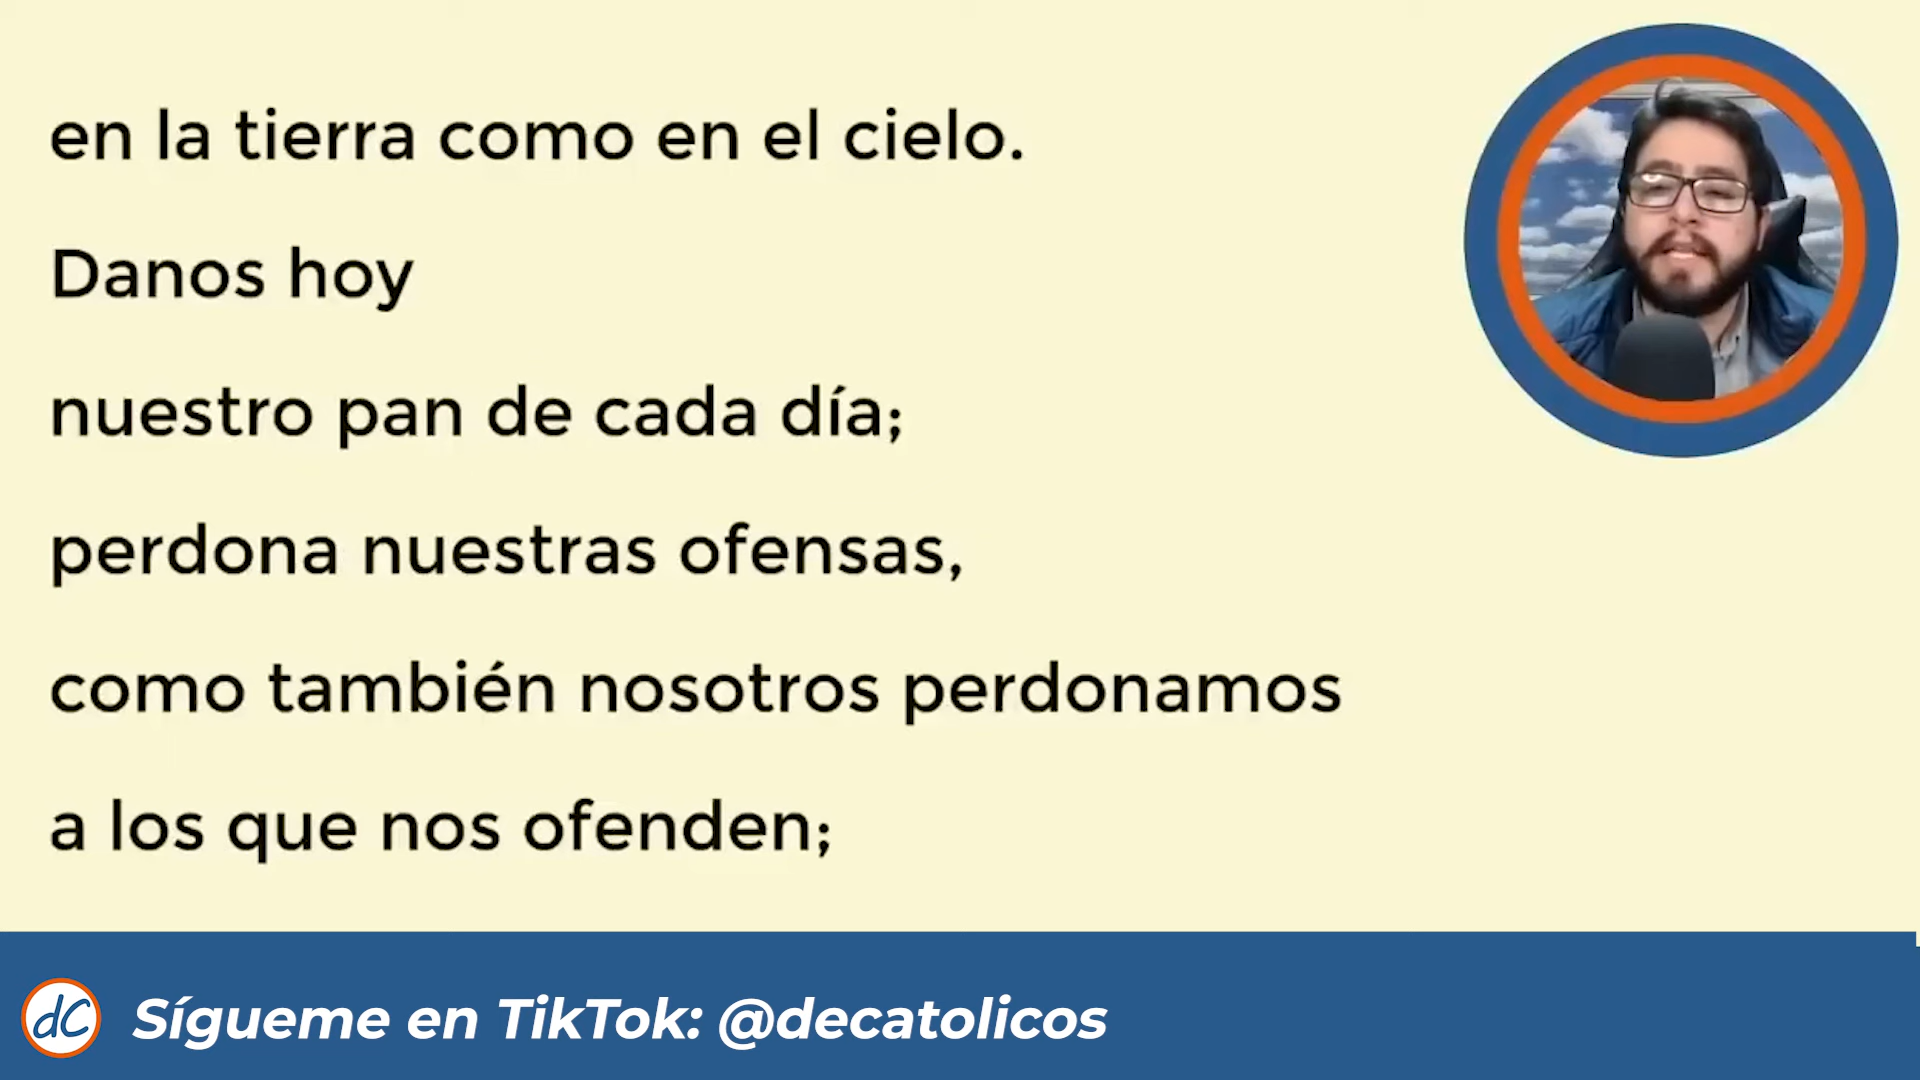 en la tierra como en el cielo.
Danos hoy
nuestro pan de cada día;
perdona nuestras ofensas,
como también nosotros perdonamos
a los que nos ofenden;
dC Sígueme en TikTok: @decatolicos